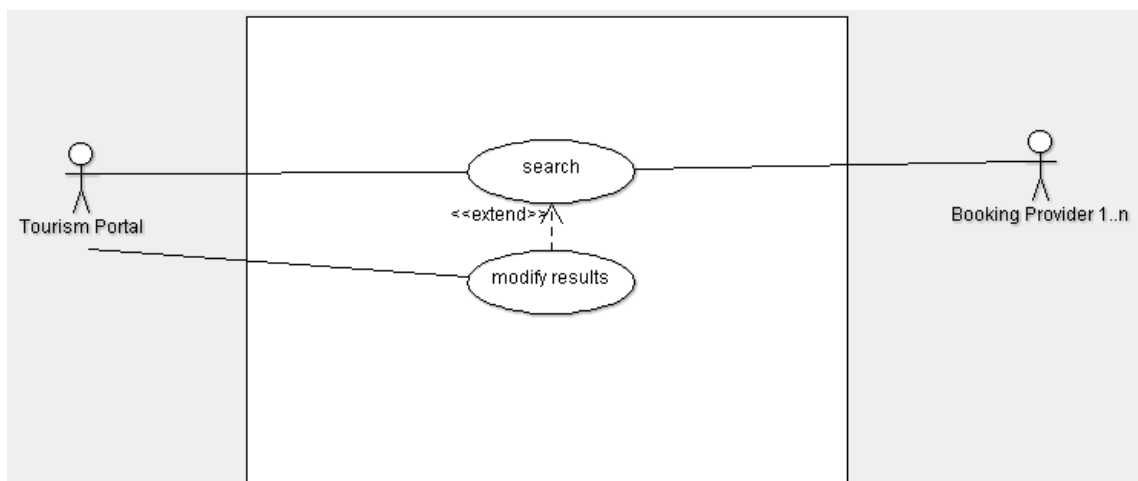 search
<<extend>>
Tourism Portal
Booking Provider 1..n
modify results